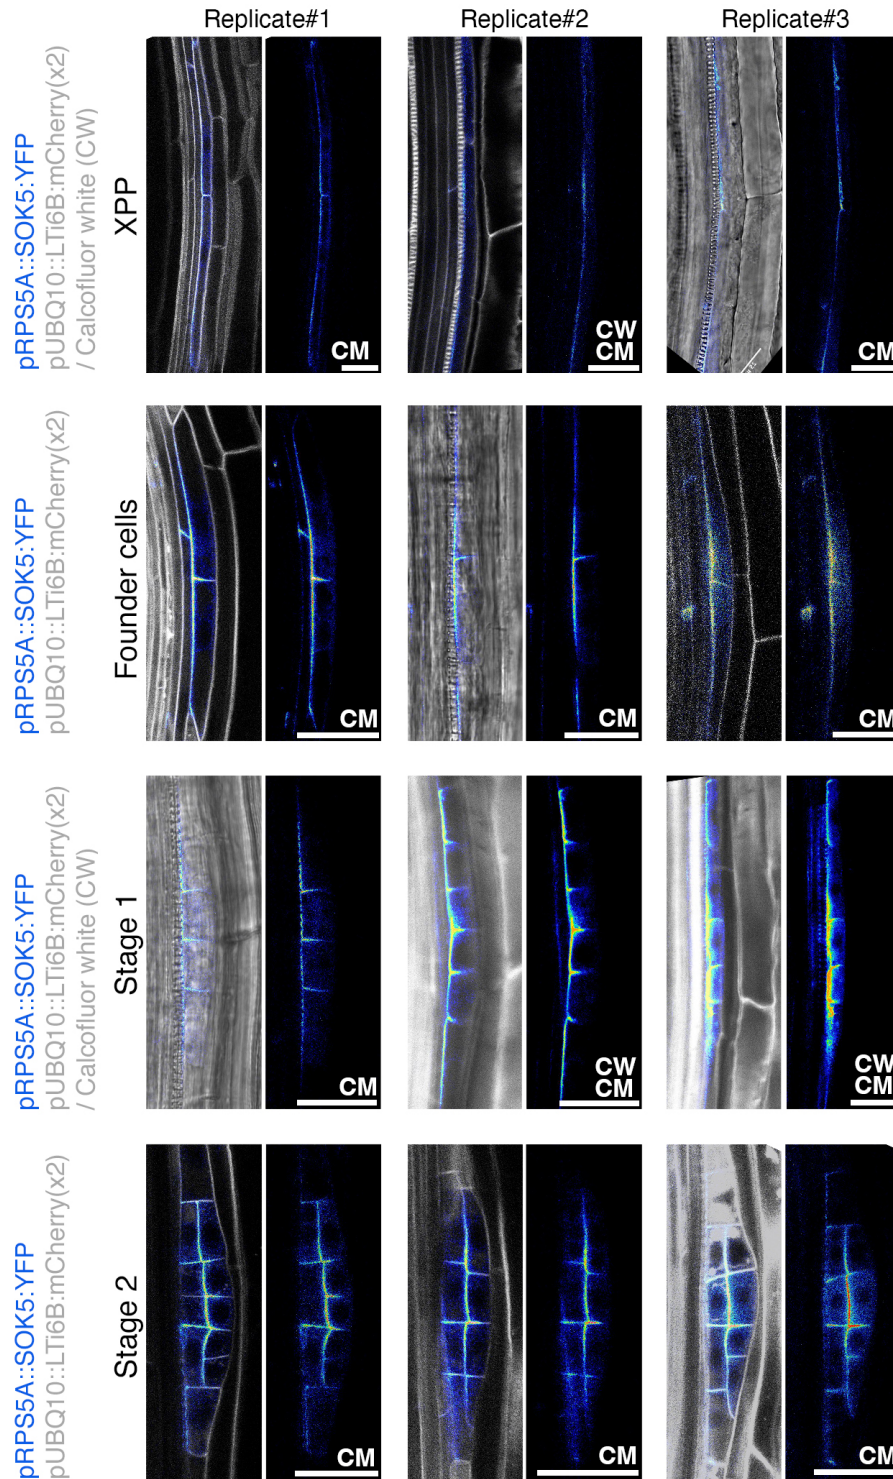 Replicate#1
Replicate#2
Replicate#3
pRPS5A::SOK5:YFP
pUBQ10::LTi6B:mCherry(x2)
/ Calcofluor white (CW)
XPP
CM
CW
CM
CM
pRPS5A::SOK5:YFP
pUBQ10::LTi6B:mCherry(x2)
Founder cells
CM
CM
CM
pRPS5A::SOK5:YFP
pUBQ10::LTi6B:mCherry(x2)
/ Calcofluor white (CW)
Stage 1
CM
CW
CM
CW
CM
pRPS5A::SOK5:YFP
pUBQ10::LTi6B:mCherry(x2)
Stage 2
CM
CM
CM